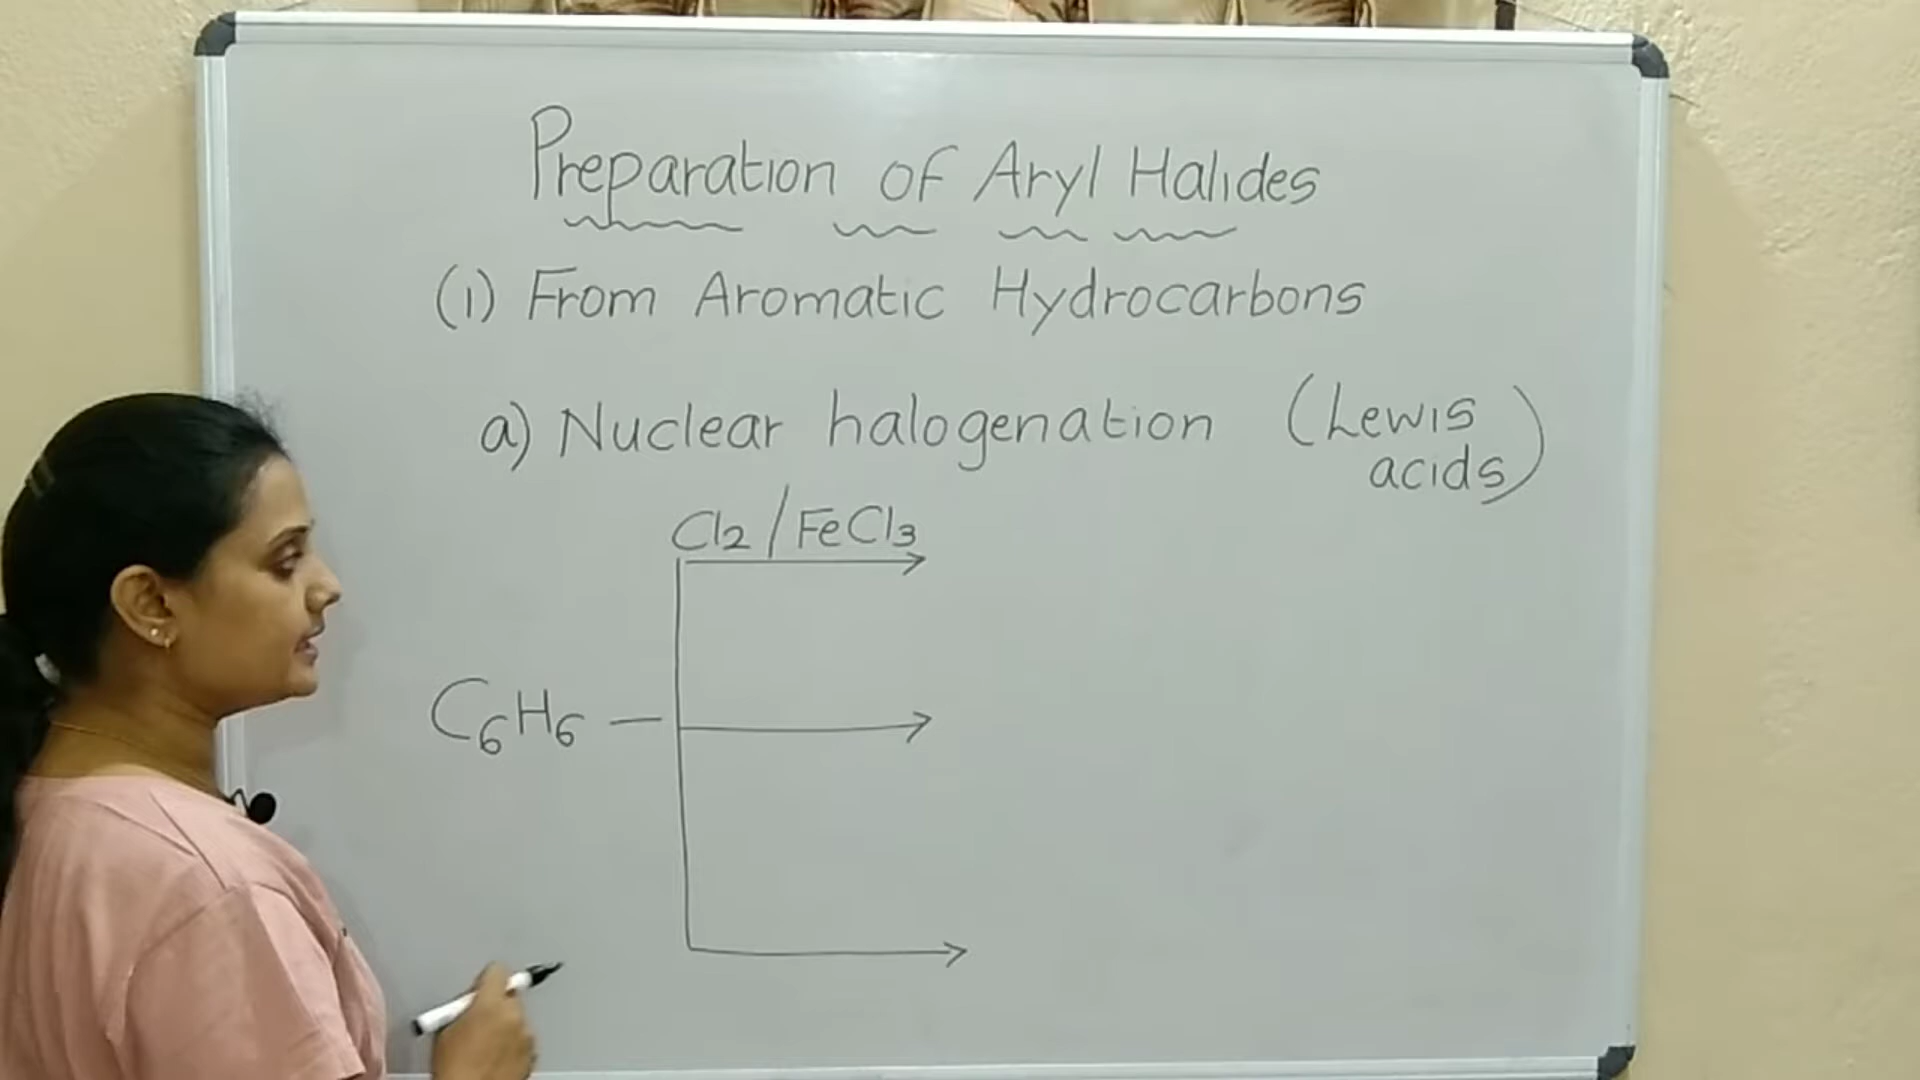 Preparation of Aryl Halides
(1) From Aromatic Hydrocarbons
a) Nuclear halogenation (Lewis acids)
Cl2/FeCl3
C6H6